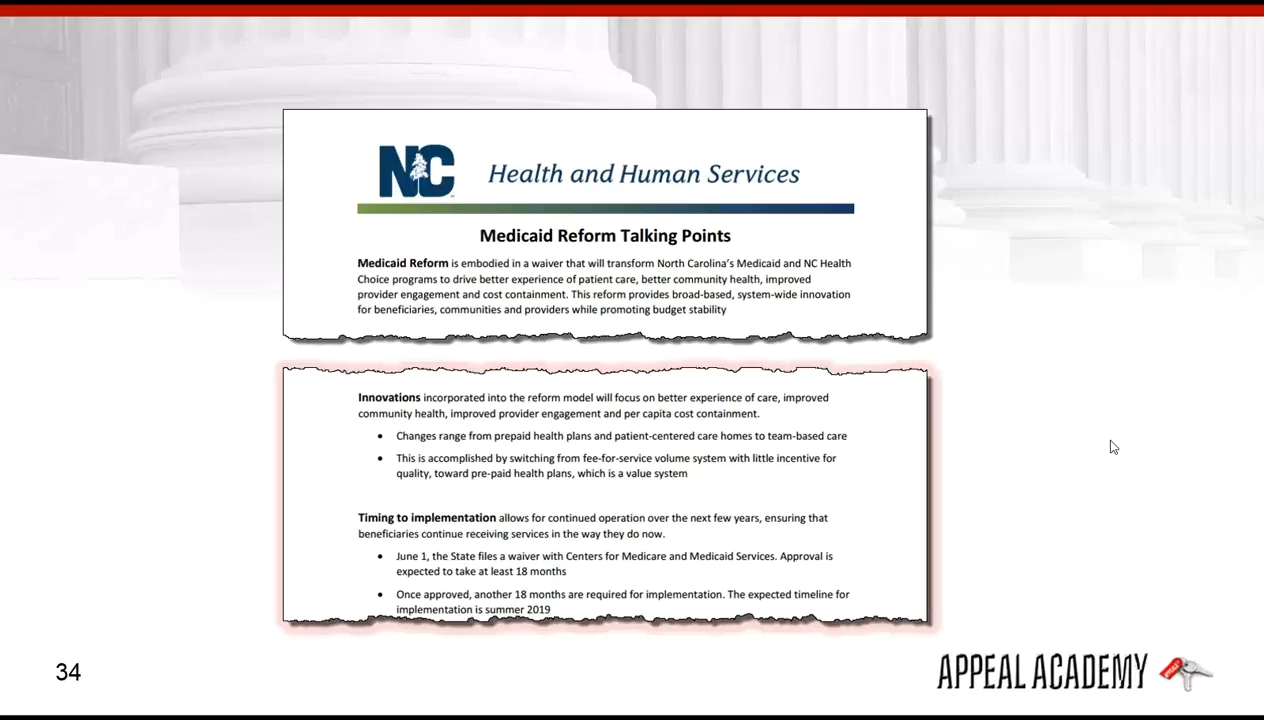 NC Health and Human Services
Medicaid Reform Talking Points
Medicaid Reform is embodied in a waiver that will transform North Carolina's Medicaid and NC Health
Choice programs to drive better experience of patient care, better community health, improved
provider engagement and cost containment. This reform provides broad-based, system-wide innovation
for beneficiaries, communities and providers while promoting budget stability
Innovations incorporated into the reform model will focus on better experience of care, improved
community health, improved provider engagement and per capita cost containment.
• Changes range from prepaid health plans and patient-centered care homes to team-based care
• This is accomplished by switching from fee-for-service volume system with little incentive for
quality, toward pre-paid health plans, which is a value system
Timing to implementation allows for continued operation over the next few years, ensuring that
beneficiaries continue receiving services in the way they do now.
• June 1, the State files a waiver with Centers for Medicare and Medicaid Services. Approval is
expected to take at least 18 months
• Once approved, another 18 months are required for implementation. The expected timeline for
implementation is summer 2019
34
APPEAL ACADEMY